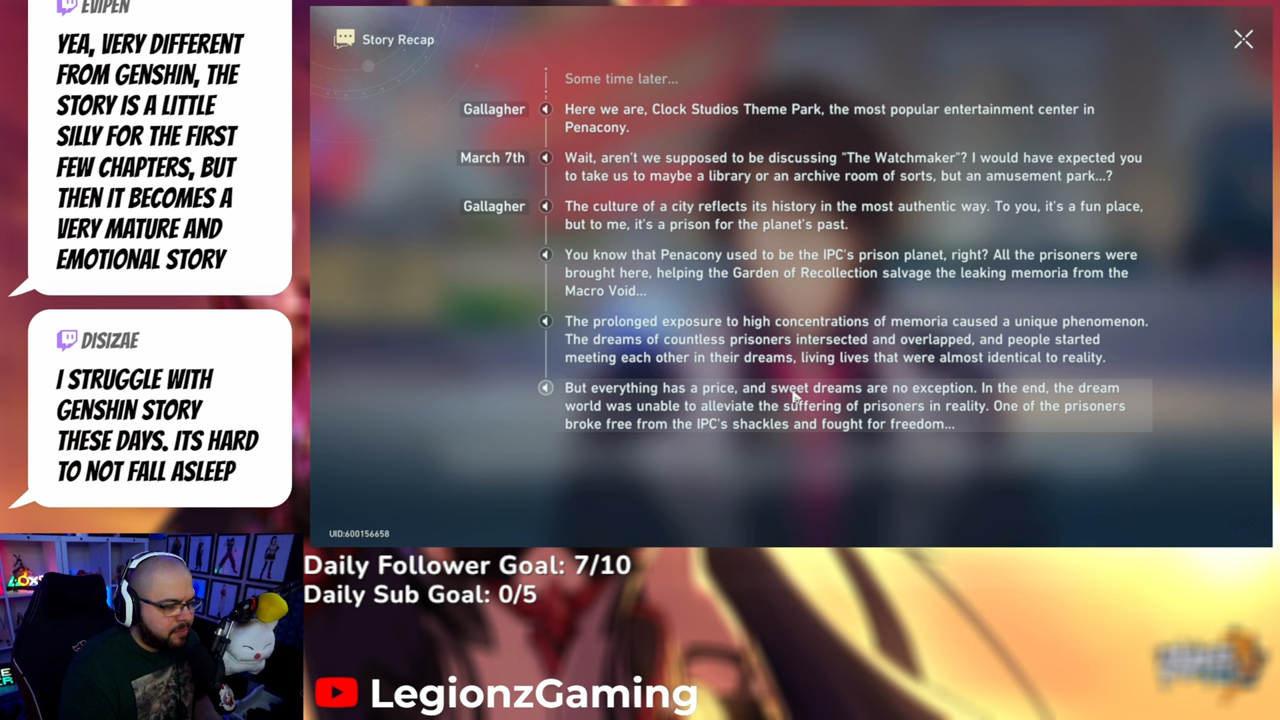 EVIPEN
YEA, VERY DIFFERENT
FROM GENSHIN, THE
STORY IS A LITTLE
SILLY FOR THE FIRST
FEW CHAPTERS, BUT
THEN IT BECOMES A
VERY MATURE AND
EMOTIONAL STORY
DISIZAE
I STRUGGLE WITH
GENSHIN STORY
THESE DAYS. ITS HARD
TO NOT FALL ASLEEP
Story Recap
Some time later...
Gallagher
Here we are, Clock Studios Theme Park, the most popular entertainment center in
Penacony.
March 7th
Wait, aren't we supposed to be discussing "The Watchmaker"? I would have expected you
to take us to maybe a library or an archive room of sorts, but an amusement park...?
Gallagher
The culture of a city reflects its history in the most authentic way. To you, it's a fun place,
but to me, it's a prison for the planet's past.
You know that Penacony used to be the IPC's prison planet, right? All the prisoners were
brought here, helping the Garden of Recollection salvage the leaking memoria from the
Macro Void...
The prolonged exposure to high concentrations of memoria caused a unique phenomenon.
The dreams of countless prisoners intersected and overlapped, and people started
meeting each other in their dreams, living lives that were almost identical to reality.
But everything has a price, and sweet dreams are no exception. In the end, the dream
world was unable to alleviate the suffering of prisoners in reality. One of the prisoners
broke free from the IPC's shackles and fought for freedom...
UID:600156658
Daily Follower Goal: 7/10
Daily Sub Goal: 0/5
LegionzGaming